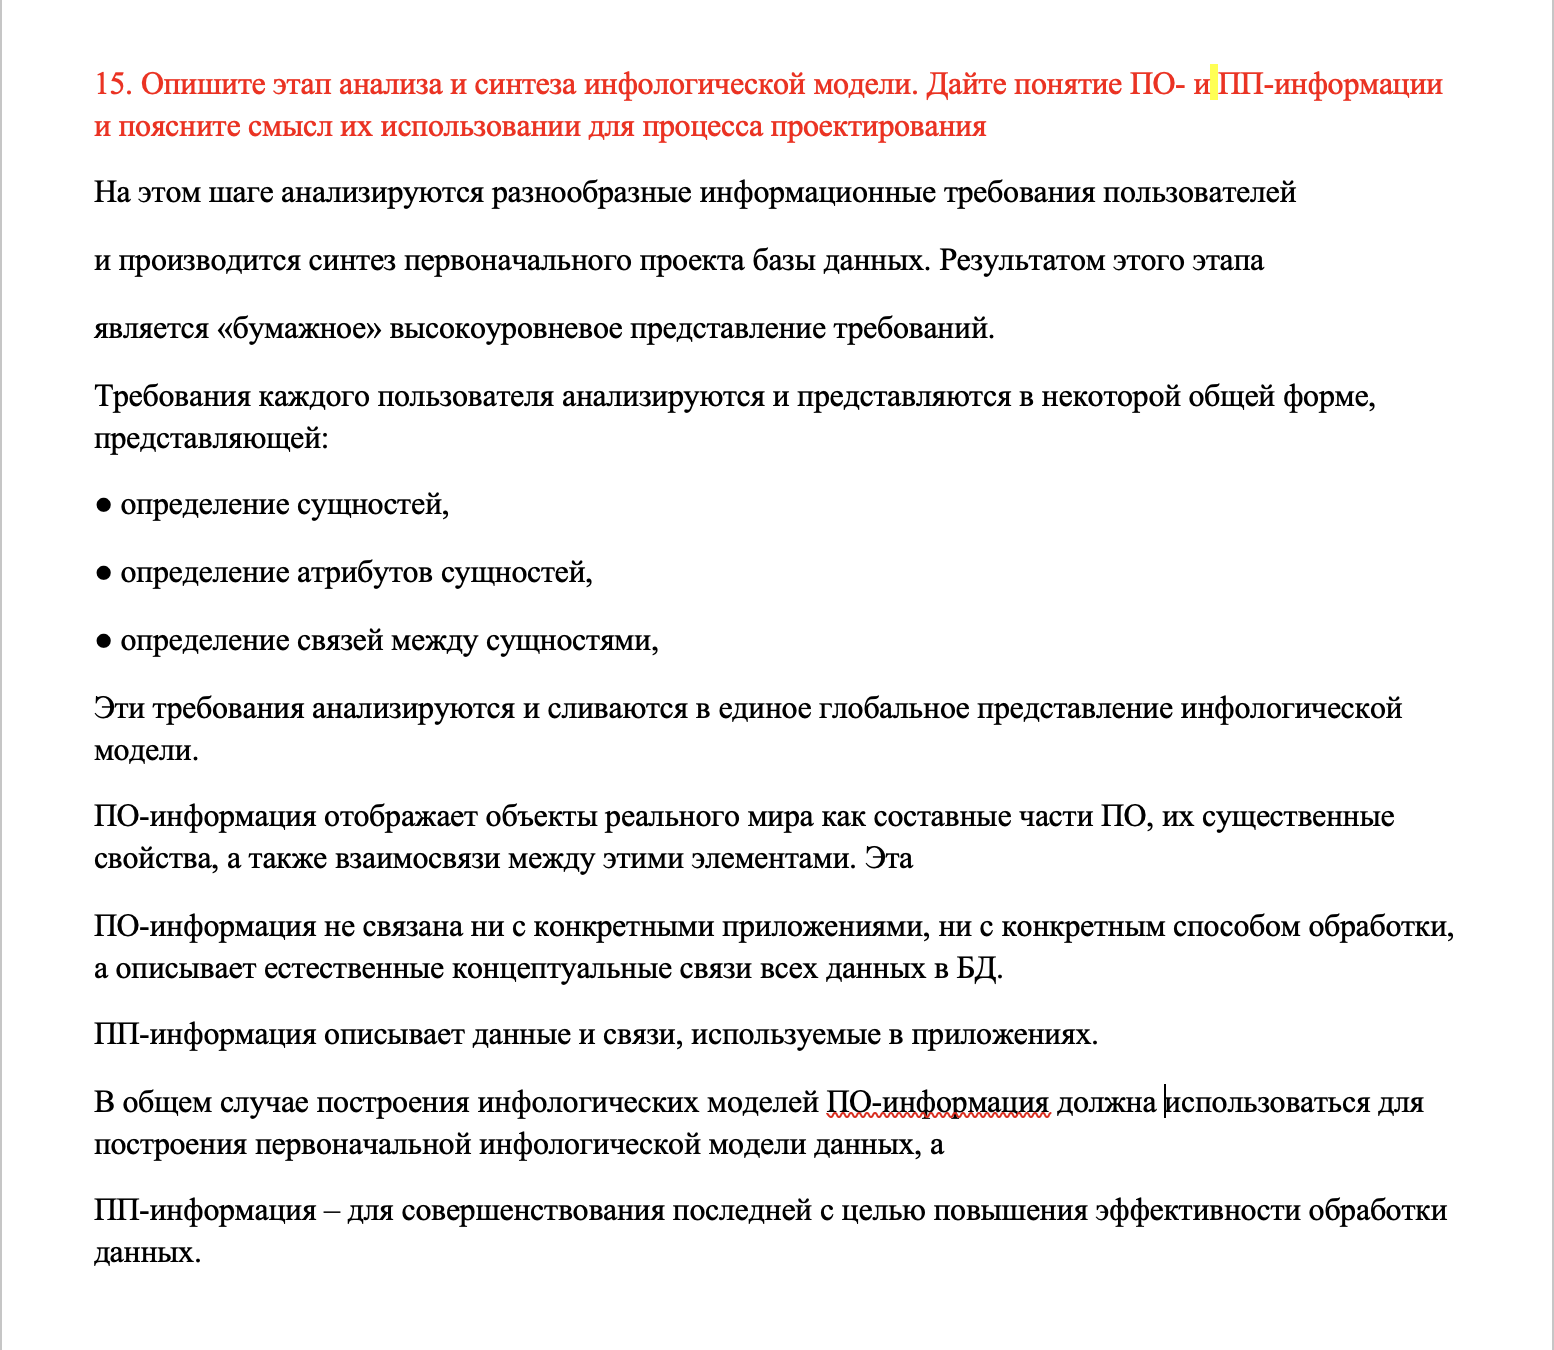 15. Опишите этап анализа и синтеза инфологической модели. Дайте понятие ПО- и ПП-информации
и поясните смысл их использовании для процесса проектирования
На этом шаге анализируются разнообразные информационные требования пользователей
и производится синтез первоначального проекта базы данных. Результатом этого этапа
является «бумажное» высокоуровневое представление требований.
Требования каждого пользователя анализируются и представляются в некоторой общей форме,
представляющей:
● определение сущностей,
● определение атрибутов сущностей,
● определение связей между сущностями,
Эти требования анализируются и сливаются в единое глобальное представление инфологической
модели.
ПО-информация отображает объекты реального мира как составные части ПО, их существенные
свойства, а также взаимосвязи между этими элементами. Эта
ПО-информация не связана ни с конкретными приложениями, ни с конкретным способом обработки,
а описывает естественные концептуальные связи всех данных в БД.
ПП-информация описывает данные и связи, используемые в приложениях.
В общем случае построения инфологических моделей ПО-информация должна использоваться для
построения первоначальной инфологической модели данных, а
ПП-информация – для совершенствования последней с целью повышения эффективности обработки
данных.